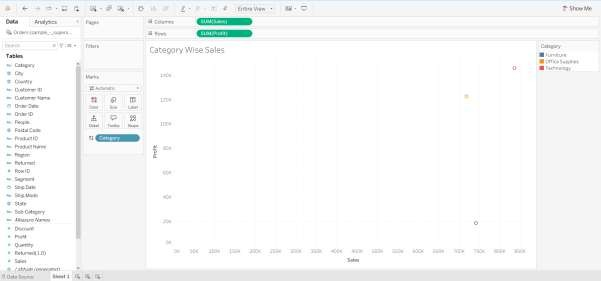 Entire View
Show Me
Data
Analytics
Pages
Columns
SUM(Sales)
Rows
SUM(Profit)
Orders (sample_-_supers...
Search
Filters
Tables
Category
City
Country
Customer ID
Customer Name
Order Date
Order ID
People
Postal Code
Product ID
Product Name
Region
Returned
Row ID
Segment
Ship Date
Ship Mode
State
Sub-Category
Measure Names
Discount
Profit
Quantity
Returned(1,0)
Sales
Latitude (generated)
Marks
Automatic
Color
Size
Label
Detail
Tooltip
Shape
Category
Category Wise Sales
140K
120K
100K
80K
60K
40K
20K
0K
Profit
0K 50K 100K 150K 200K 250K 300K 350K 400K 450K 500K 550K 600K 650K 700K 750K 800K 850K
Sales
Category
Furniture
Office Supplies
Technology
Data Source
Sheet 1